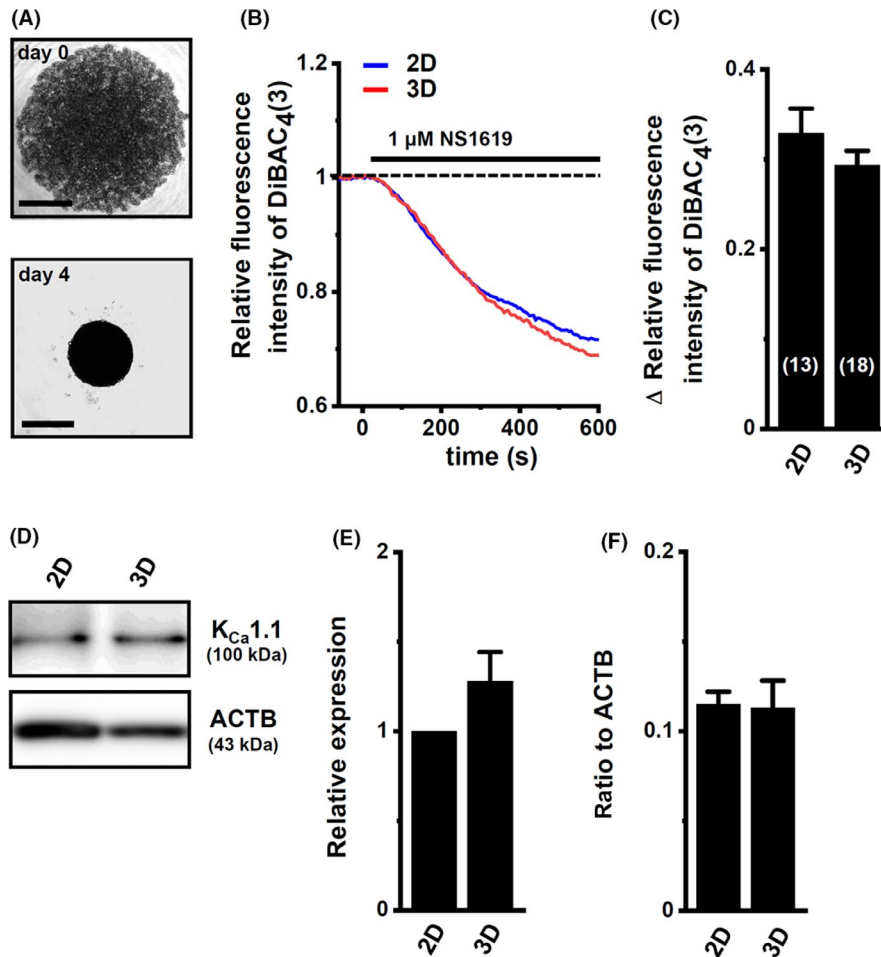 (A)
day 0
day 4
(B)
Relative fluorescence
intensity of DiBAC4(3)
1.2
1
0.8
0.6
2D
3D
1 μM NS1619
0
200
400
600
time (s)
(C)
Δ Relative fluorescence
intensity of DiBAC4(3)
0.4
0.2
0
(13)
(18)
2D
3D
(D)
2D
3D
KCa1.1
(100 kDa)
ACTB
(43 kDa)
(E)
Relative expression
2
1
0
2D
3D
(F)
Ratio to ACTB
0.2
0.1
0
2D
3D